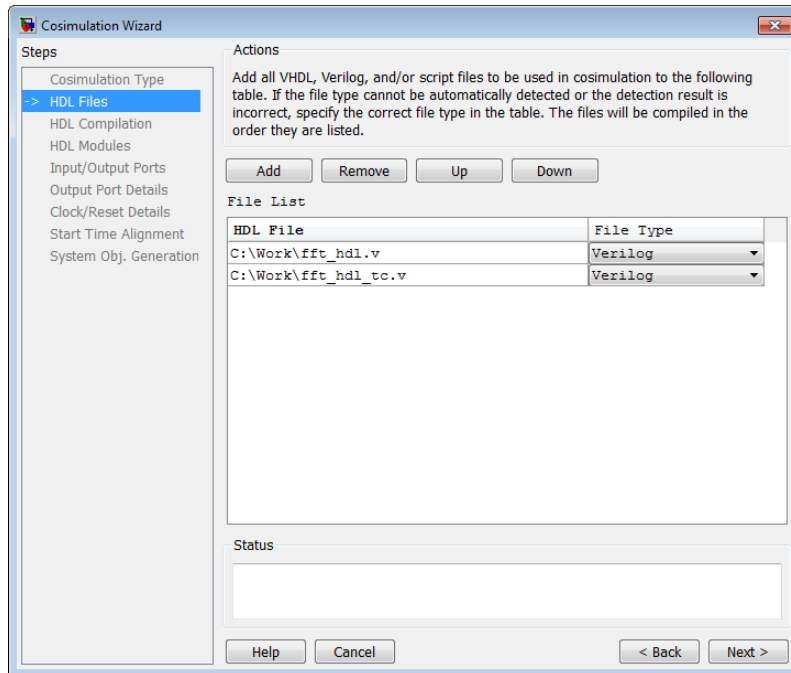 Cosimulation Wizard
Steps
Cosimulation Type
-> HDL Files
HDL Compilation
HDL Modules
Input/Output Ports
Output Port Details
Clock/Reset Details
Start Time Alignment
System Obj. Generation
Actions
Add all VHDL, Verilog, and/or script files to be used in cosimulation to the following
table. If the file type cannot be automatically detected or the detection result is
incorrect, specify the correct file type in the table. The files will be compiled in the
order they are listed.
Add Remove Up Down
File List
HDL File File Type
C:\Work\fft_hdl.v Verilog
C:\Work\fft_hdl_tc.v Verilog
Status
Help Cancel < Back Next >